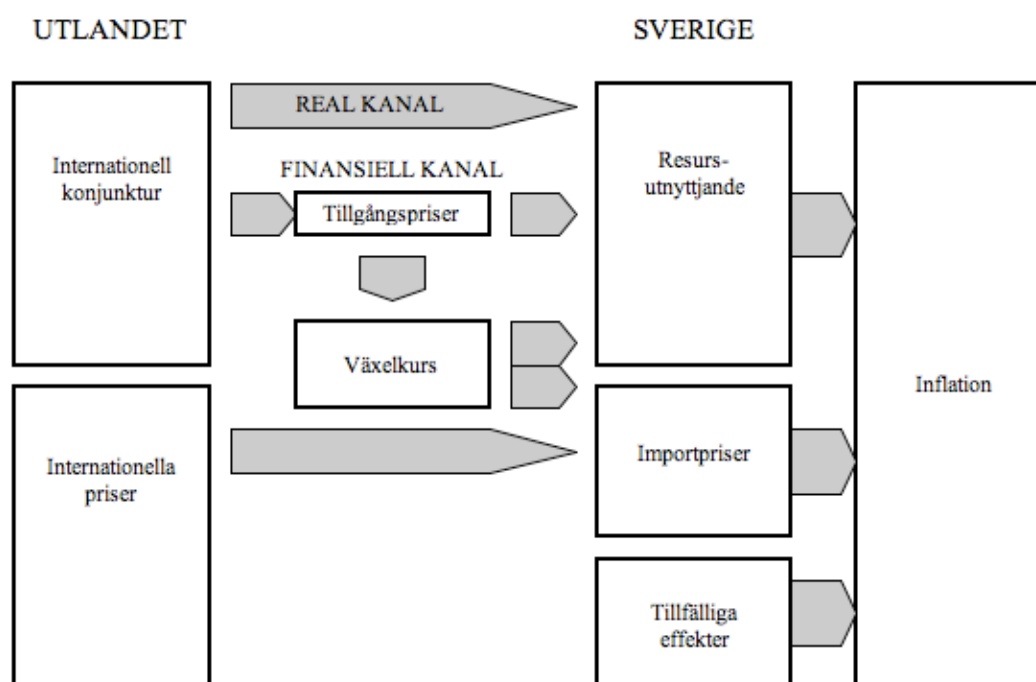 UTLANDET
SVERIGE
REAL KANAL
Internationell
konjunktur
FINANSIELL KANAL
Tillgångspriser
Resurs-
utnyttjande
Växelkurs
Inflation
Internationella
priser
Importpriser
Tillfälliga
effekter